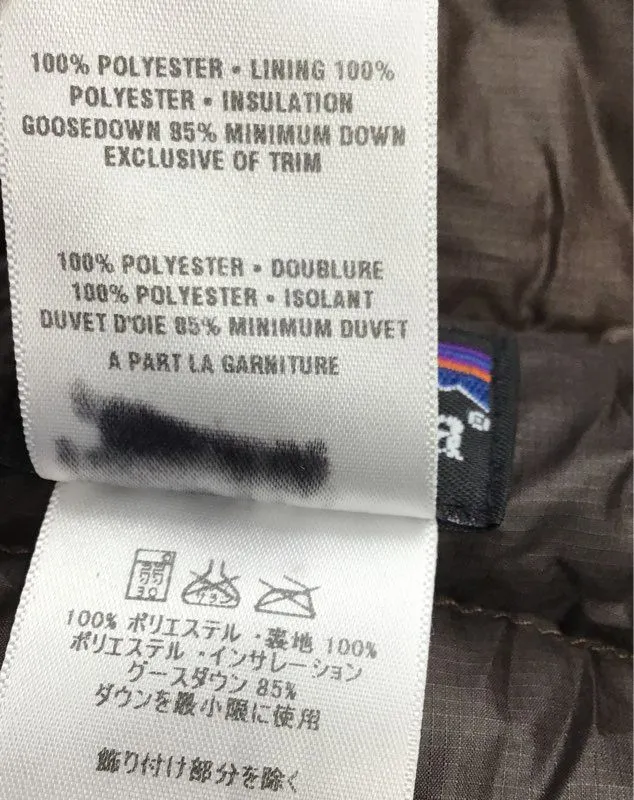 100% POLYESTER • LINING 100%
POLYESTER • INSULATION
GOOSEDOWN 85% MINIMUM DOWN
EXCLUSIVE OF TRIM
100% POLYESTER • DOUBLURE
100% POLYESTER • ISOLANT
DUVET D'OIE 85% MINIMUM DUVET
A PART LA GARNITURE
a®
弱
30
100% ポリエステル ・裏地 100%
ポリエステル ・インサレーション
グースダウン 85%
ダウンを最小限に使用
飾り付け部分を除く